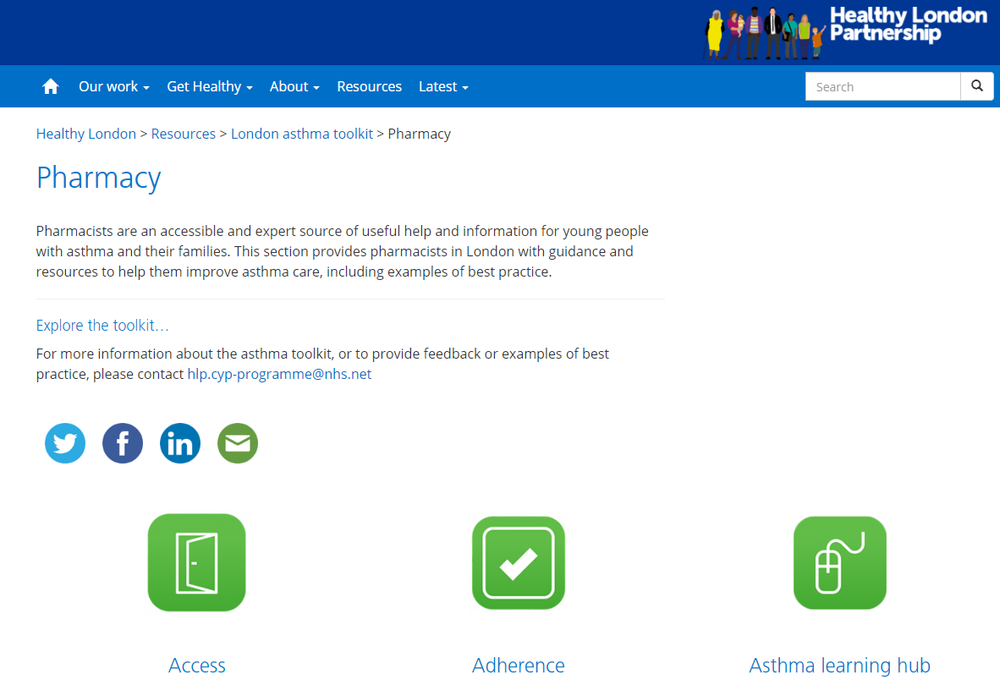 Healthy London
Partnership
Our work
Get Healthy
About
Resources
Latest
Search
Healthy London > Resources > London asthma toolkit > Pharmacy
Pharmacy
Pharmacists are an accessible and expert source of useful help and information for young people
with asthma and their families. This section provides pharmacists in London with guidance and
resources to help them improve asthma care, including examples of best practice.
Explore the toolkit…
For more information about the asthma toolkit, or to provide feedback or examples of best
practice, please contact hlp.cyp-programme@nhs.net
f
in
Access
Adherence
Asthma learning hub